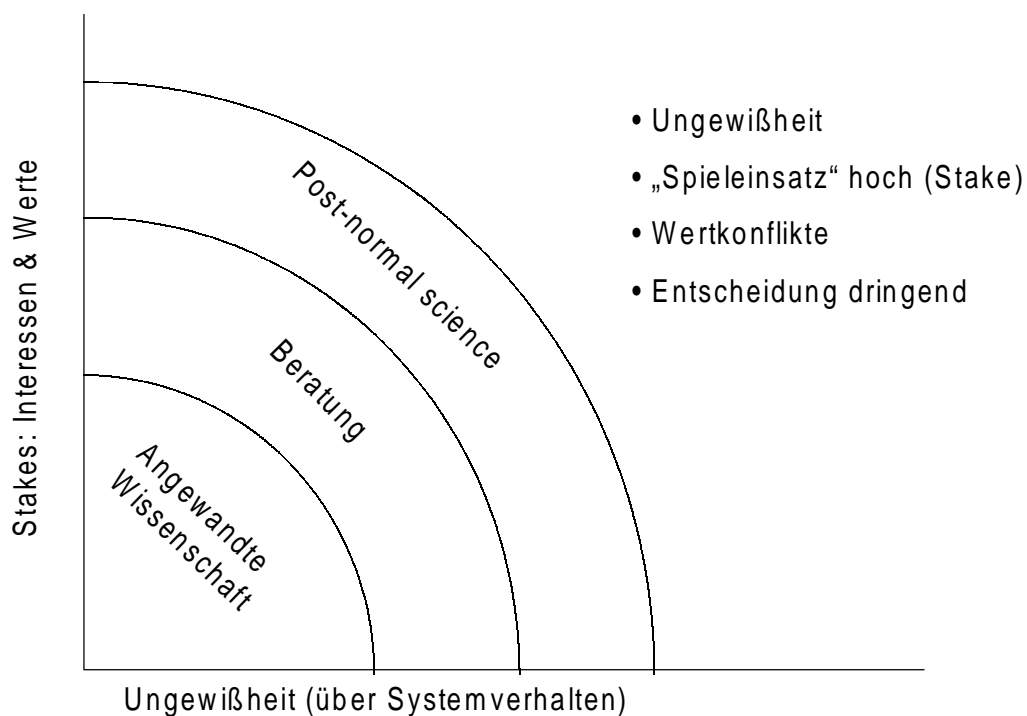 Stakes: Interessen & Werte
Post-normal science
Beratung
Angewandte
Wissenschaft
• Ungewißheit
• „Spieleinsatz“ hoch (Stake)
• Wertkonflikte
• Entscheidung dringend
Ungewißheit (über Systemverhalten)